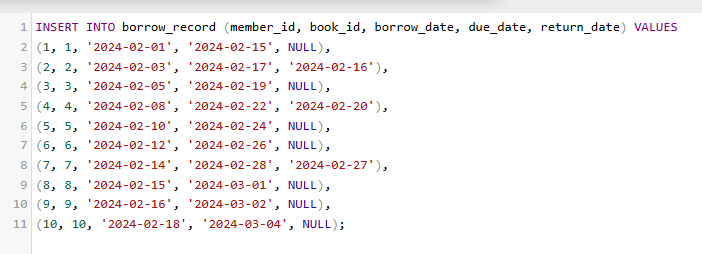 1 INSERT INTO borrow_record (member_id, book_id, borrow_date, due_date, return_date) VALUES
2 (1, 1, '2024-02-01', '2024-02-15', NULL),
3 (2, 2, '2024-02-03', '2024-02-17', '2024-02-16'),
4 (3, 3, '2024-02-05', '2024-02-19', NULL),
5 (4, 4, '2024-02-08', '2024-02-22', '2024-02-20'),
6 (5, 5, '2024-02-10', '2024-02-24', NULL),
7 (6, 6, '2024-02-12', '2024-02-26', NULL),
8 (7, 7, '2024-02-14', '2024-02-28', '2024-02-27'),
9 (8, 8, '2024-02-15', '2024-03-01', NULL),
10 (9, 9, '2024-02-16', '2024-03-02', NULL),
11 (10, 10, '2024-02-18', '2024-03-04', NULL);